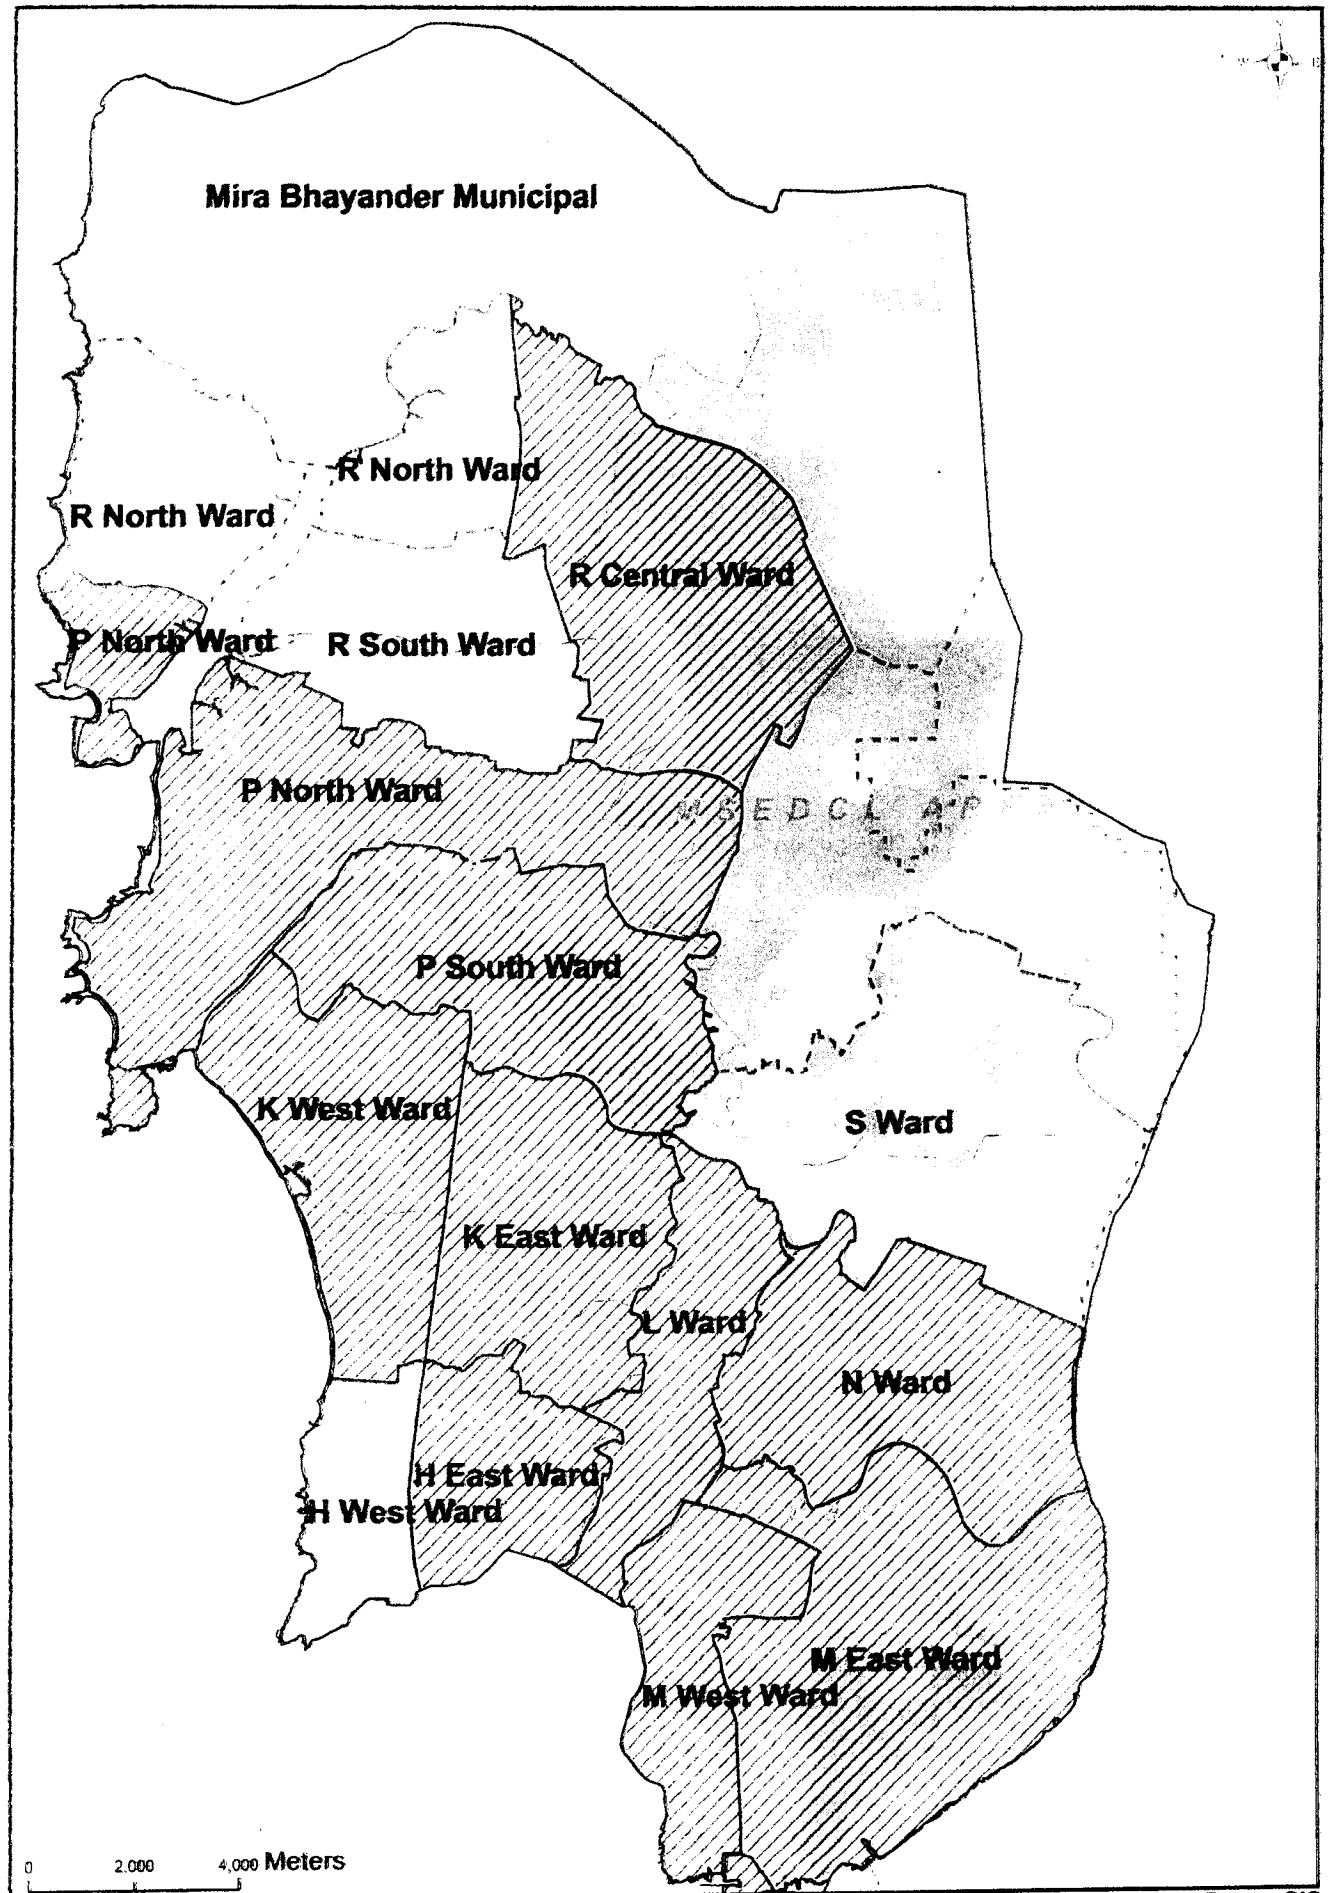 N
W E
Mira Bhayander Municipal
R North Ward
R North Ward
R Central Ward
P North Ward
R South Ward
P North Ward
M S E D C L A P
P South Ward
K West Ward
S Ward
K East Ward
L Ward
N Ward
H East Ward
H West Ward
M East Ward
M West Ward
0 2,000 4,000 Meters